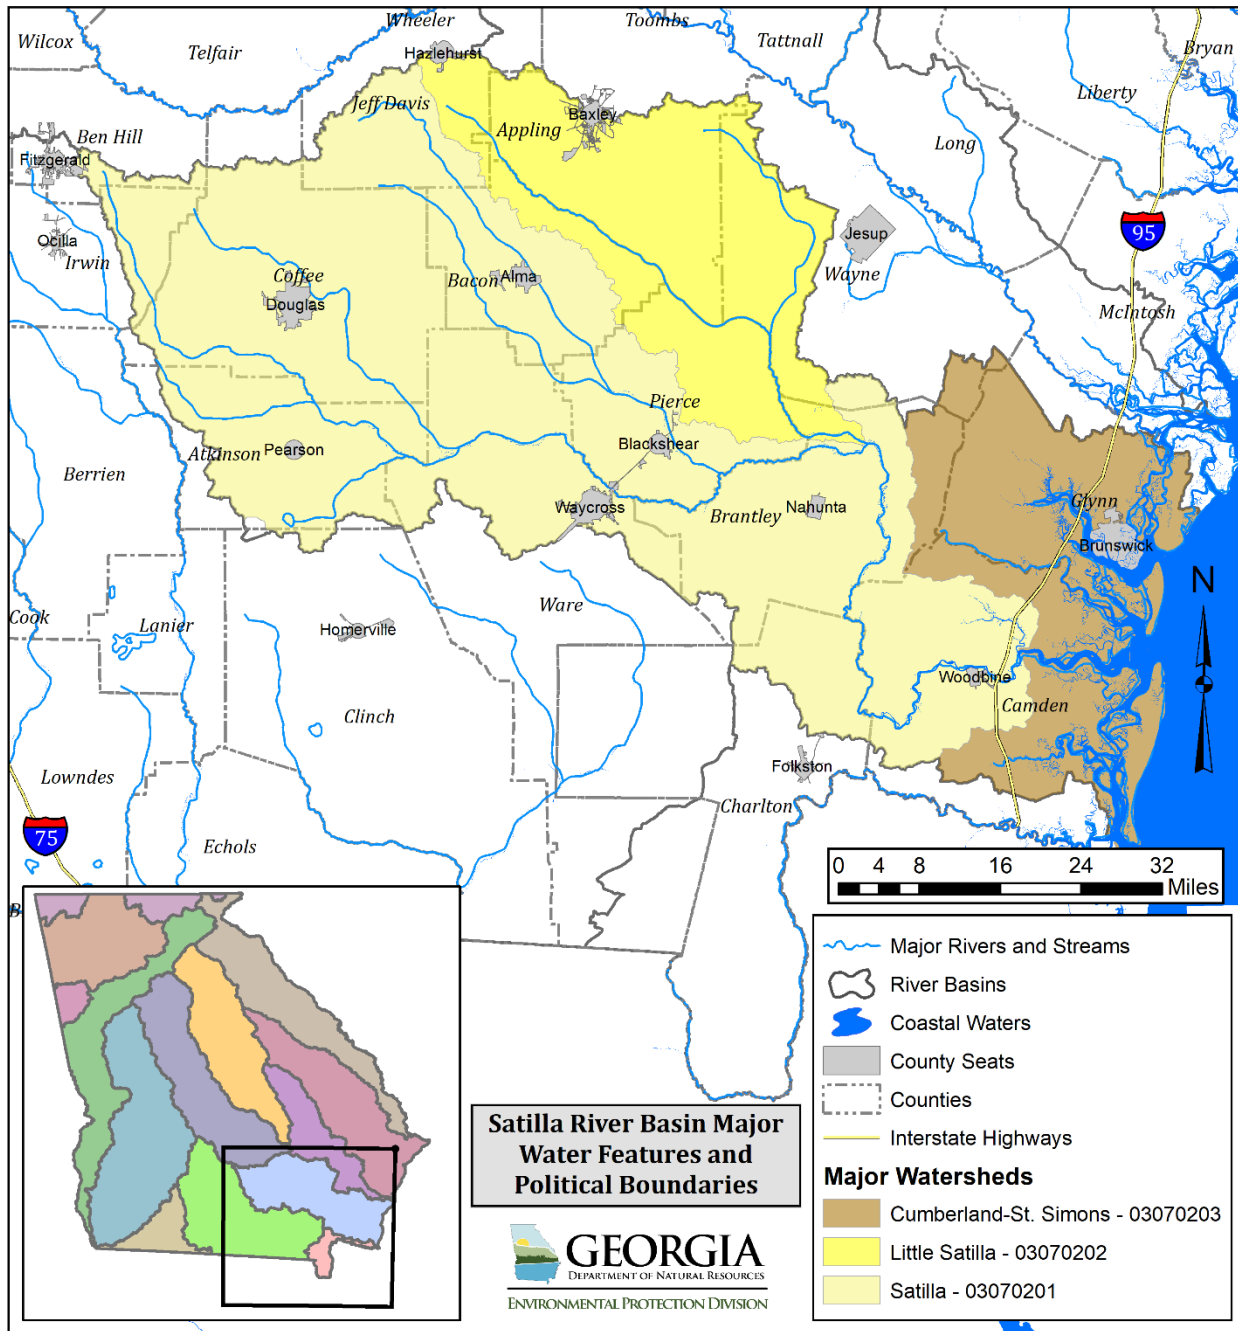 Wheeler
Toombs
Wilcox
Telfair
Hazlehurst
Tattnall
Bryan
Jeff Davis
Liberty
Appling
Baxley
Ben Hill
Long
Fitzgerald
Ocilla
Irwin
Jesup
95
Coffee
Bacon
Alma
Wayne
Douglas
McIntosh
Pierce
Blackshear
Atkinson
Pearson
Berrien
Waycross
Brantley
Nahunta
Glynn
Brunswick
N
Cook
Lanier
Ware
Homerville
Woodbine
Clinch
Camden
Lowndes
Folkston
Charlton
75
Echols
0 4 8 16 24 32
Miles
B
Major Rivers and Streams
River Basins
Coastal Waters
County Seats
Counties
Interstate Highways
Major Watersheds
Cumberland-St. Simons - 03070203
Little Satilla - 03070202
Satilla - 03070201
Satilla River Basin Major
Water Features and
Political Boundaries
GEORGIA
DEPARTMENT OF NATURAL RESOURCES
ENVIRONMENTAL PROTECTION DIVISION